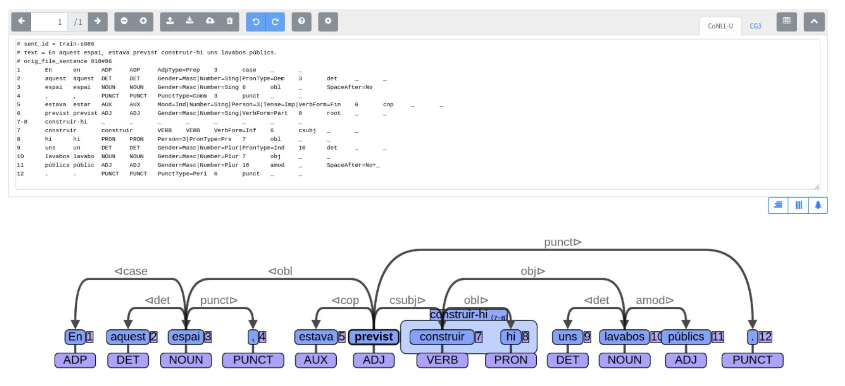 1 / 1
CoNLL-U CG3
# sent_id = train-s906
# text = En aquest espai, estava previst construir-hi uns lavabos públics.
# orig_file_sentence 010#06
1 En en ADP ADP AdpType=Prep 3 case _ _
2 aquest aquest DET DET Gender=Masc|Number=Sing|PronType=Dem 3 det _ _
3 espai espai NOUN NOUN Gender=Masc|Number=Sing 6 obl _ SpaceAfter=No
4 , , PUNCT PUNCT PunctType=Comm 3 punct _ _
5 estava estar AUX AUX Mood=Ind|Number=Sing|Person=3|Tense=Imp|VerbForm=Fin 6 cop _ _
6 previst previst ADJ ADJ Gender=Masc|Number=Sing|VerbForm=Part 0 root _ _
7-8 construir-hi _ _ _ _ _ _ _ _
7 construir construir VERB VERB VerbForm=Inf 6 csubj _ _
8 hi hi PRON PRON Person=3|PronType=Prs 7 obl _ _
9 uns un DET DET Gender=Masc|Number=Plur|PronType=Ind 10 det _ _
10 lavabos lavabo NOUN NOUN Gender=Masc|Number=Plur 7 obj _ _
11 públics públic ADJ ADJ Gender=Masc|Number=Plur 10 amod _ SpaceAfter=No+_
12 . . PUNCT PUNCT PunctType=Peri 6 punct _ _
punct⊳
⊲case ⊲obl obj⊳
⊲det punct⊳ ⊲cop csubj⊳ obl⊳ ⊲det amod⊳
construir-hi (7-8)
En 1 aquest 2 espai 3 , 4 estava 5 previst construir 7 hi 8 uns 9 lavabos 10 públics 11 . 12
ADP DET NOUN PUNCT AUX ADJ VERB PRON DET NOUN ADJ PUNCT